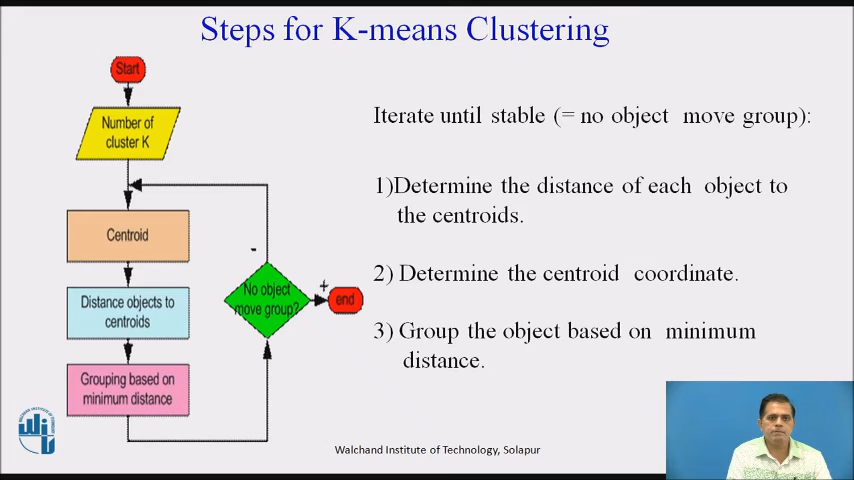 Steps for K-means Clustering
Start
Number of
cluster K
Centroid
Distance objects to
centroids
Grouping based on
minimum distance
-
No object
move group?
+
end
Iterate until stable (= no object move group):
1)Determine the distance of each object to
the centroids.
2) Determine the centroid coordinate.
3) Group the object based on minimum
distance.
Walchand Institute of Technology, Solapur